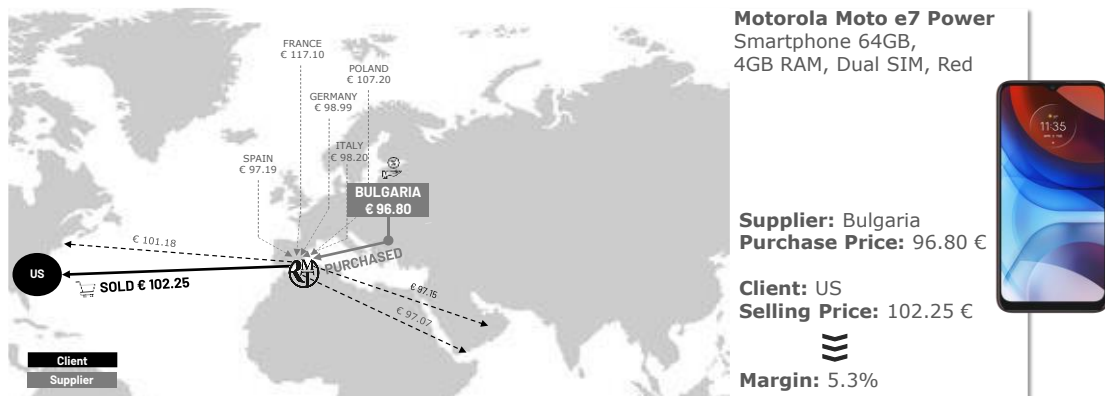 FRANCE
€ 117.10
POLAND
€ 107.20
GERMANY
€ 98.99
ITALY
€ 98.20
SPAIN
€ 97.19
BULGARIA
€ 96.80
€ 101.18
PURCHASED
US
SOLD € 102.25
€ 97.15
€ 97.07
Client
Supplier
Motorola Moto e7 Power
Smartphone 64GB,
4GB RAM, Dual SIM, Red
11:35
Supplier: Bulgaria
Purchase Price: 96.80 €
Client: US
Selling Price: 102.25 €
Margin: 5.3%